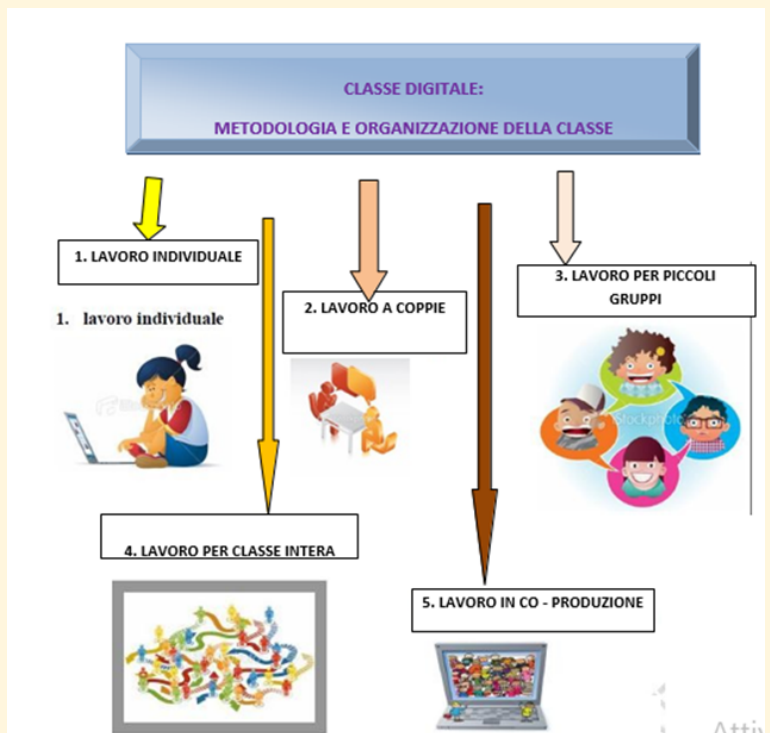 CLASSE DIGITALE:
METODOLOGIA E ORGANIZZAZIONE DELLA CLASSE
1. LAVORO INDIVIDUALE
1. lavoro individuale
2. LAVORO A COPPIE
3. LAVORO PER PICCOLI
GRUPPI
iStockphoto
4. LAVORO PER CLASSE INTERA
5. LAVORO IN CO - PRODUZIONE